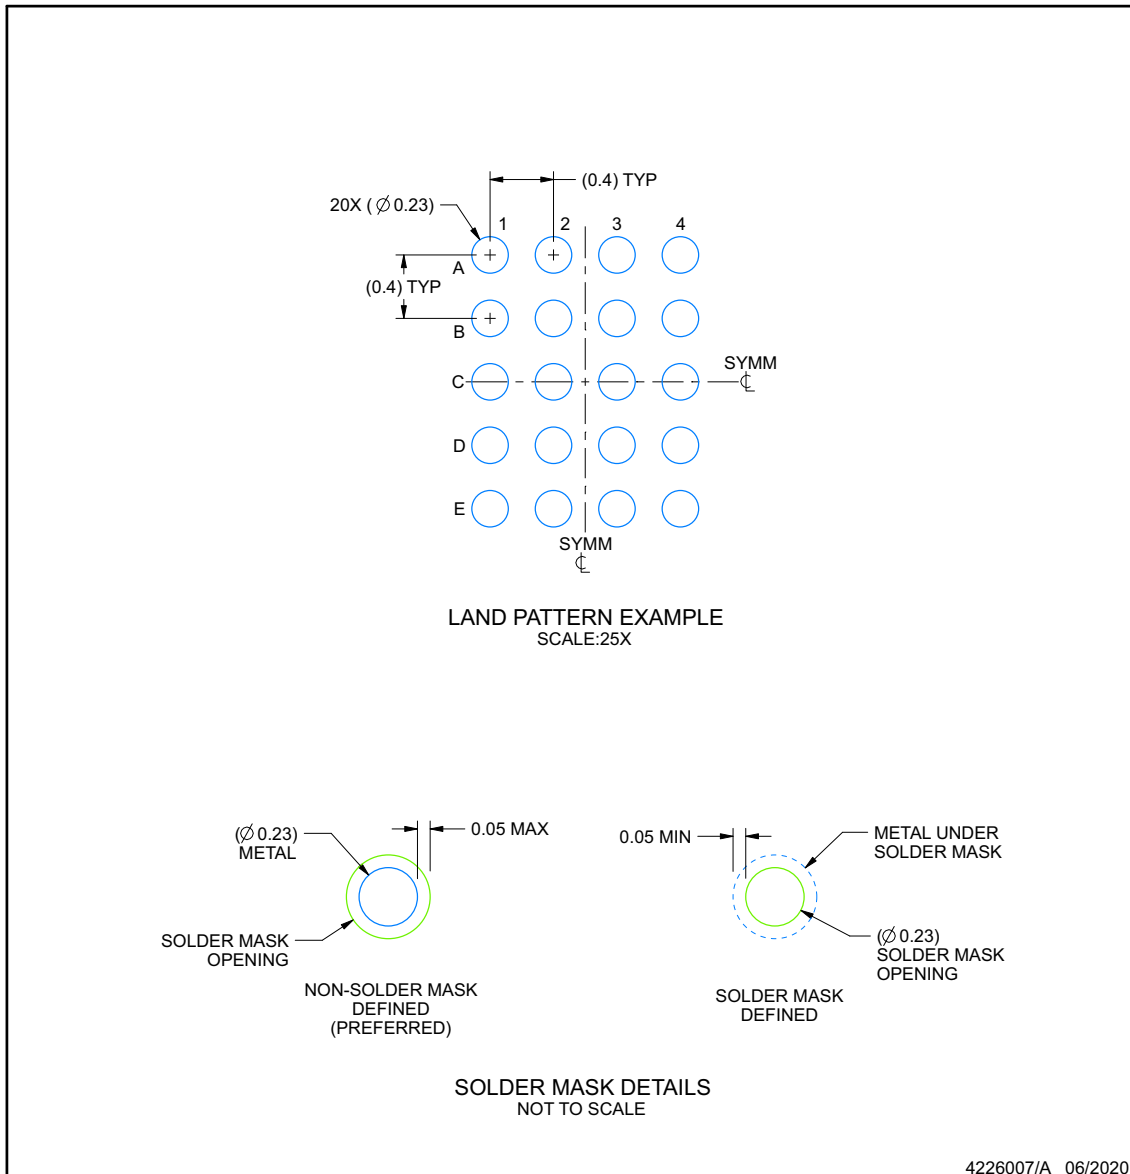 (0.4) TYP
20X (∅ 0.23)
1
2
3
4
A
(0.4) TYP
B
C
SYMM
℄
D
E
SYMM
℄
LAND PATTERN EXAMPLE
SCALE:25X
(∅ 0.23)
METAL
0.05 MAX
SOLDER MASK
OPENING
NON-SOLDER MASK
DEFINED
(PREFERRED)
0.05 MIN
METAL UNDER
SOLDER MASK
(∅ 0.23)
SOLDER MASK
OPENING
SOLDER MASK
DEFINED
SOLDER MASK DETAILS
NOT TO SCALE
4226007/A 06/2020